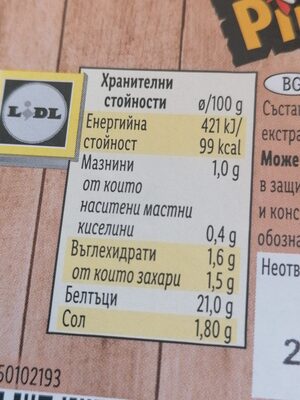 Pi
LIDL
Хранителни
стойности ø/100 g
Енергийна 421 kJ/
стойност 99 kcal
Мазнини 1,0 g
от които
наситени мастни
киселини 0,4 g
Въглехидрати 1,6 g
от които захари 1,5 g
Белтъци 21,0 g
Сол 1,80 g
BG
Съста
екстра
Може
в защи
и конс
обозна
Неотв
2
50102193